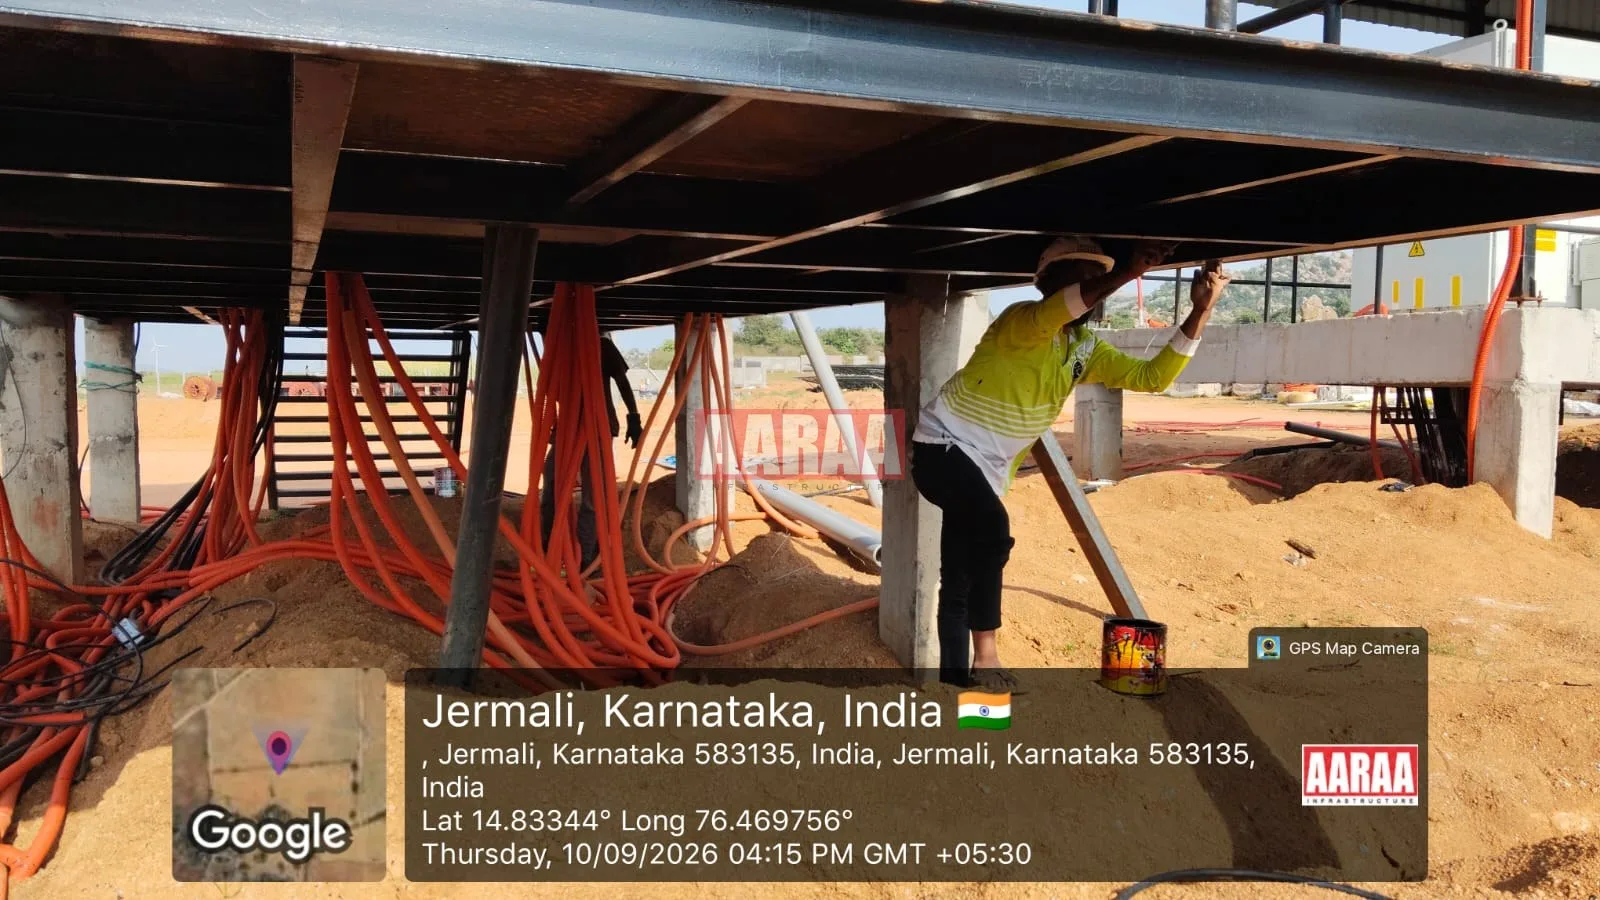 AARAA
INFRASTRUCTURE
GPS Map Camera
Jermali, Karnataka, India 🇮🇳
, Jermali, Karnataka 583135, India, Jermali, Karnataka 583135,
India
Lat 14.83344° Long 76.469756°
Thursday, 10/09/2026 04:15 PM GMT +05:30
Google
AARAA
INFRASTRUCTURE